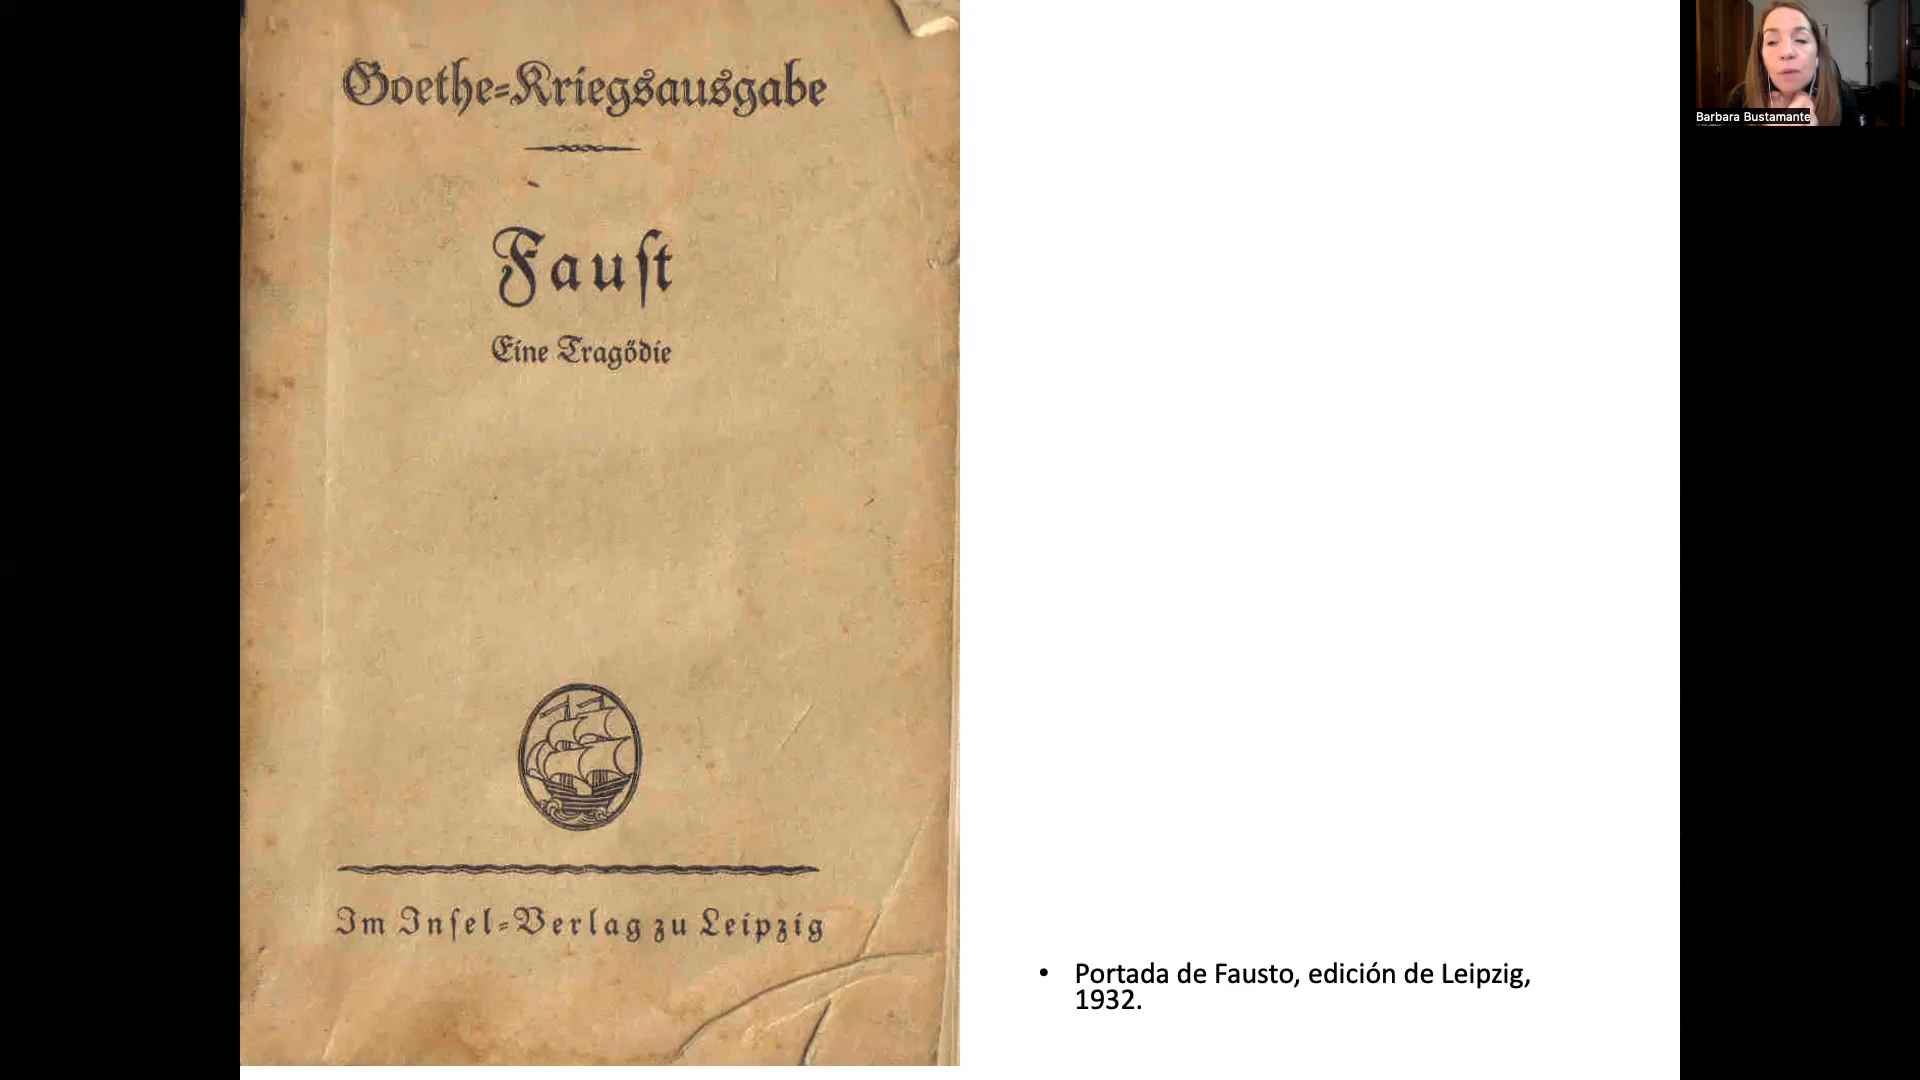 Goethe=Kriegsausgabe
Fauſt
Eine Tragödie
Im Inſel=Verlag zu Leipzig
• Portada de Fausto, edición de Leipzig,
1932.
Barbara Bustamante